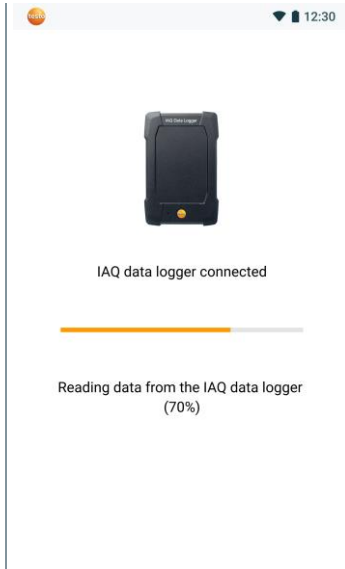 testo
12:30
IAQ Data Logger
IAQ data logger connected
Reading data from the IAQ data logger
(70%)